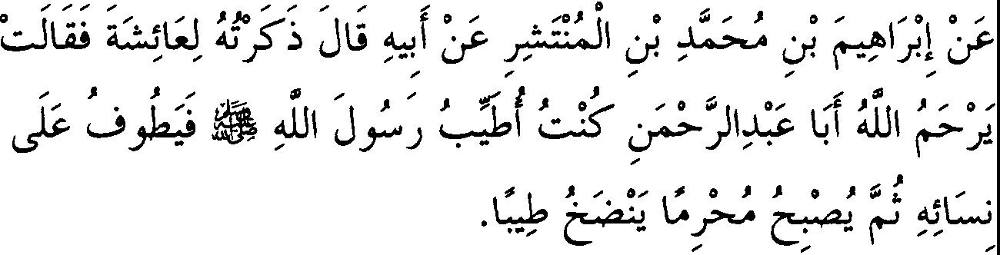 عَنْ إِبْرَاهِيمَ بْنِ مُحَمَّدِ بْنِ الْمُنْتَشِرِ عَنْ أَبِيهِ قَالَ ذَكَرْتُهُ لِعَائِشَةَ فَقَالَتْ
يَرْحَمُ اللَّهُ أَبَا عَبْدِالرَّحْمَنِ كُنْتُ أُطَيِّبُ رَسُولَ اللَّهِ ﷺ فَيَطُوفُ عَلَى
نِسَائِهِ ثُمَّ يُصْبِحُ مُحْرِمًا يَنْضَخُ طِيبًا.